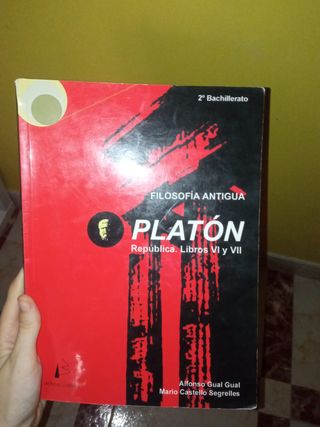 2º Bachillerato
FILOSOFÍA ANTIGUA
PLATÓN
República. Libros VI y VII
Alfonso Gual Gual
Mario Castello Segrelles